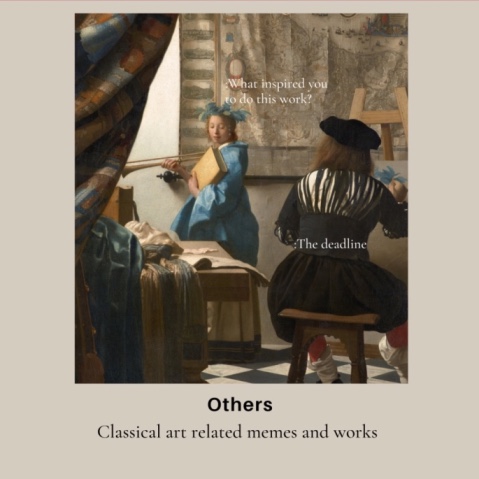 :What inspired you
to do this work?
:The deadline
Others
Classical art related memes and works